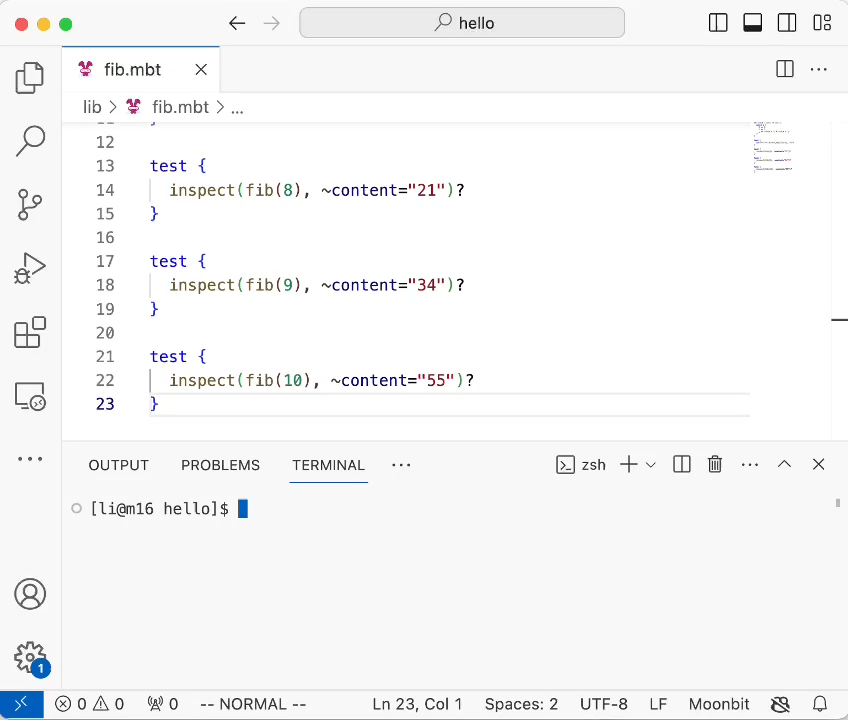 hello
fib.mbt
lib > fib.mbt > ...
12
13 test {
14 inspect(fib(8), ~content="21")?
15 }
16
17 test {
18 inspect(fib(9), ~content="34")?
19 }
20
21 test {
22 inspect(fib(10), ~content="55")?
23 }
OUTPUT PROBLEMS TERMINAL ... zsh
[li@m16 hello]$
1
0 0 0 -- NORMAL -- Ln 23, Col 1 Spaces: 2 UTF-8 LF Moonbit